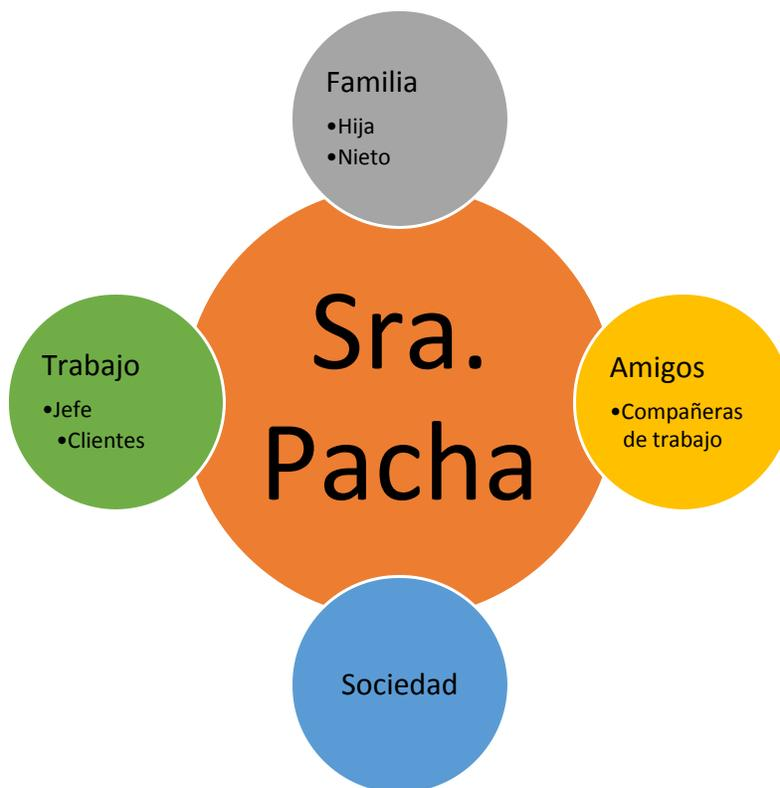 Familia
•Hija
•Nieto
Sra.
Pacha
Trabajo
•Jefe
•Clientes
Amigos
•Compañeras
de trabajo
Sociedad